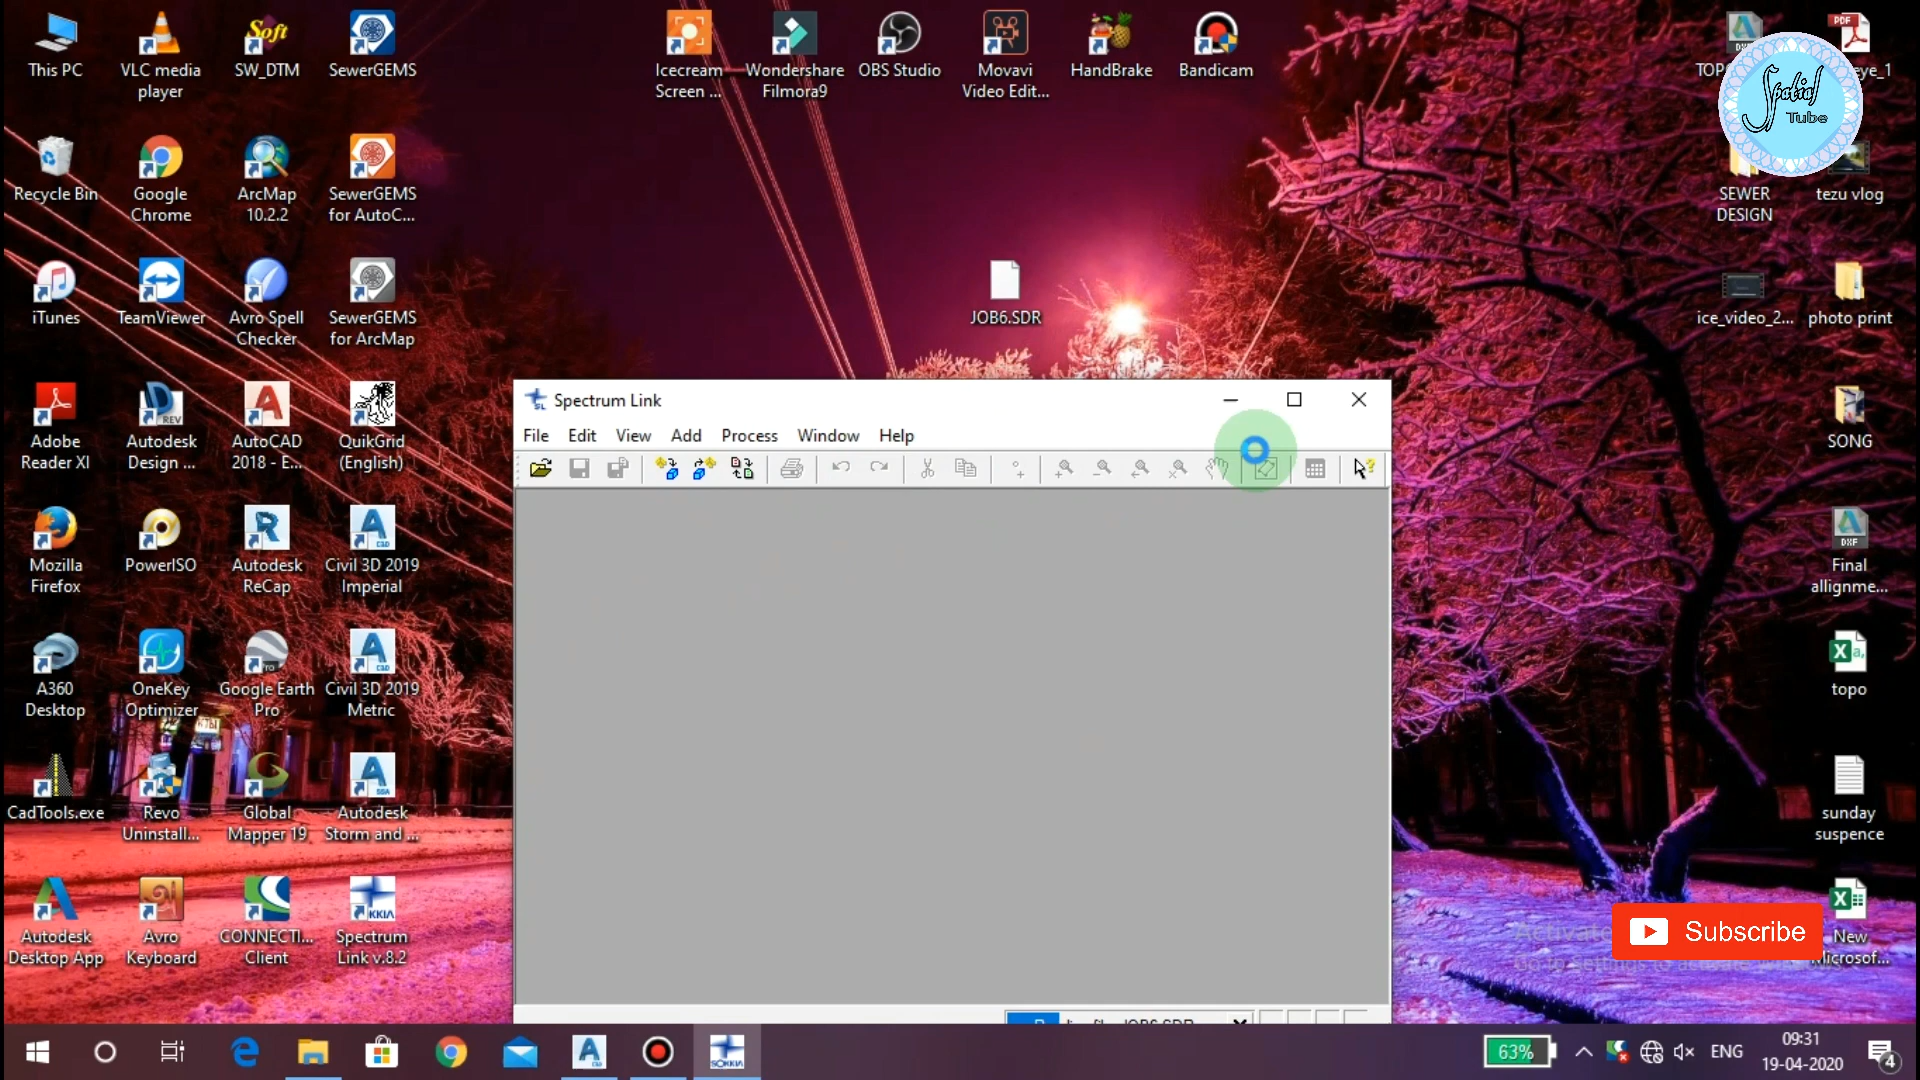 This PC
VLC media
player
SW_DTM
SewerGEMS
Icecream
Screen ...
Wondershare
Filmora9
OBS Studio
Movavi
Video Edit...
HandBrake
Bandicam
Spatial
Tube
Recycle Bin
Google
Chrome
ArcMap
10.2.2
SewerGEMS
for AutoC...
SEWER
DESIGN
tezu vlog
iTunes
TeamViewer
Avro Spell
Checker
SewerGEMS
for ArcMap
JOB6.SDR
ice_video_2...
photo print
Adobe
Reader XI
Autodesk
Design ...
AutoCAD
2018 - E...
QuikGrid
(English)
SONG
Spectrum Link
File Edit View Add Process Window Help
Mozilla
Firefox
PowerISO
Autodesk
ReCap
Civil 3D 2019
Imperial
Final
allignme...
A360
Desktop
OneKey
Optimizer
Google Earth
Pro
Civil 3D 2019
Metric
topo
CadTools.exe
Revo
Uninstall...
Global
Mapper 19
Autodesk
Storm and ...
sunday
suspence
Autodesk
Desktop App
Avro
Keyboard
CONNECTI...
Client
Spectrum
Link v.8.2
Subscribe
New
Microsof...
63%
ENG
09:31
19-04-2020
4